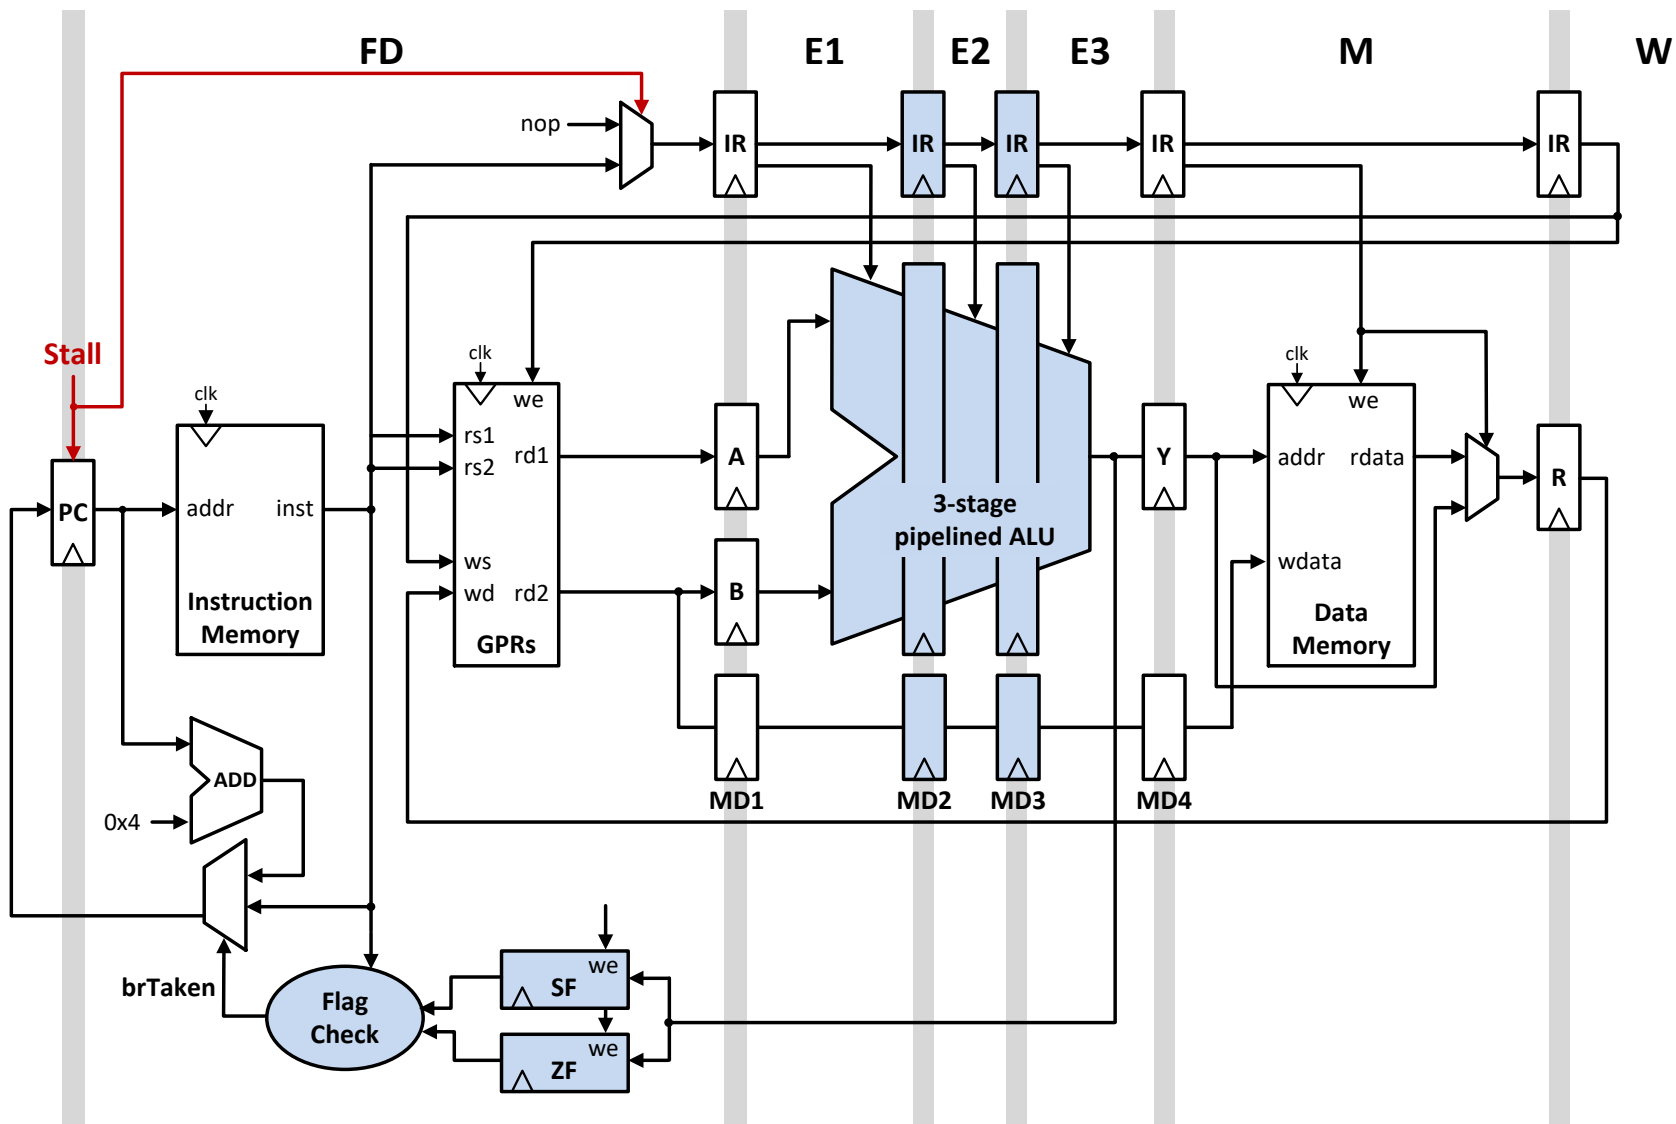 FD
E1
E2
E3
M
W
nop
IR
IR
IR
IR
IR
Stall
clk
clk
clk
we
we
rs1
rs2
rd1
A
Y
addr
rdata
R
PC
addr
inst
3-stage
pipelined ALU
ws
wd
rd2
B
wdata
Instruction
Memory
GPRs
Data
Memory
ADD
0x4
MD1
MD2
MD3
MD4
brTaken
Flag
Check
we
SF
we
ZF